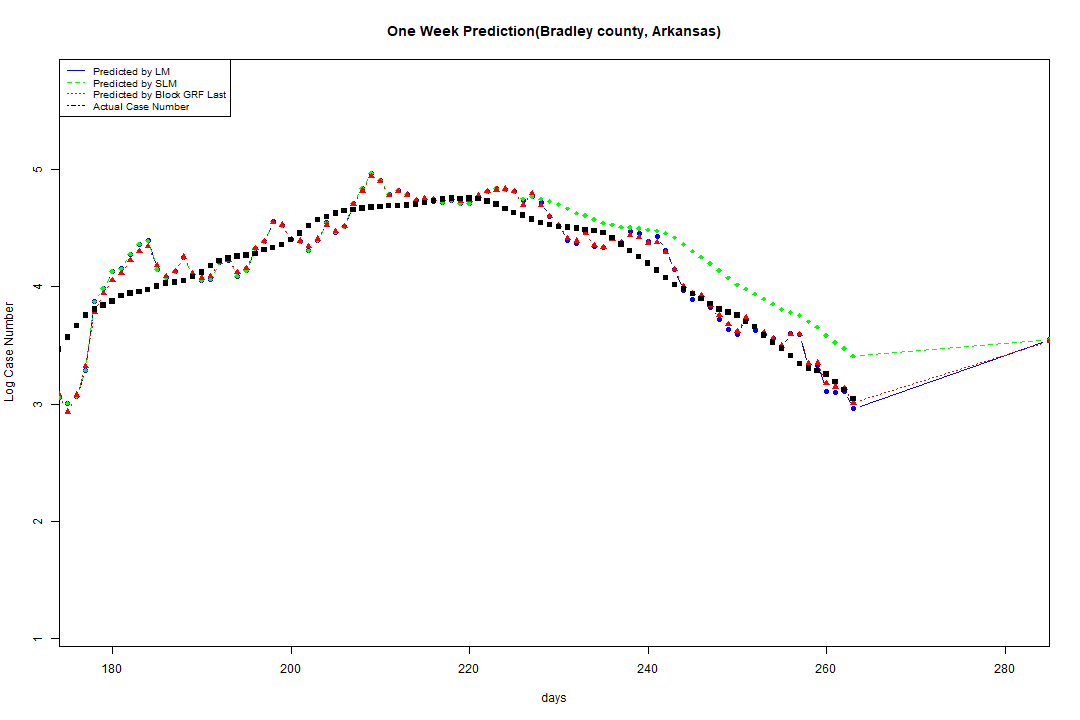 One Week Prediction(Bradley county, Arkansas)
Predicted by LM
Predicted by SLM
Predicted by Block GRF Last
Actual Case Number
5
4
3
2
1
Log Case Number
180 200 220 240 260 280
days